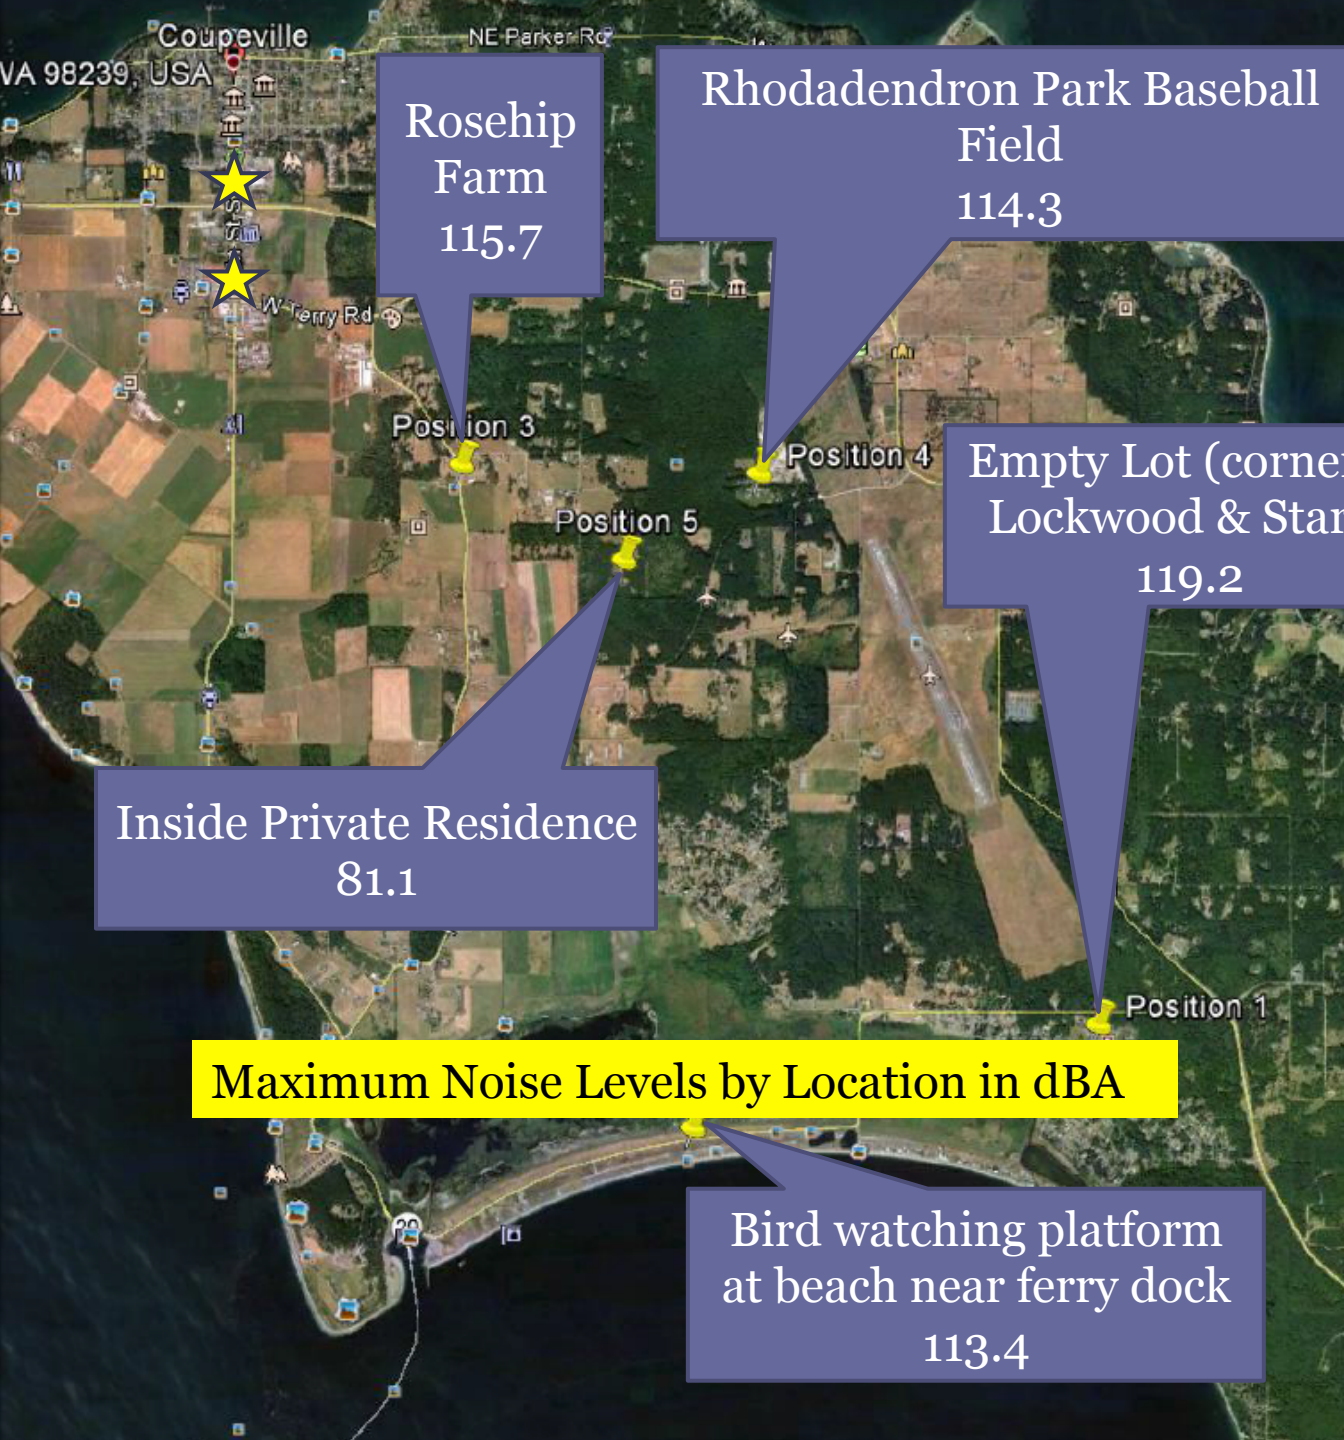 Coupeville
NE Parker Rd
VA 98239, USA
Rosehip
Farm
115.7
Rhodadendron Park Baseball
Field
114.3
W Terry Rd
Position 3
Position 4
Empty Lot (corner
Lockwood & Star
119.2
Position 5
Inside Private Residence
81.1
Position 1
Maximum Noise Levels by Location in dBA
Bird watching platform
at beach near ferry dock
113.4